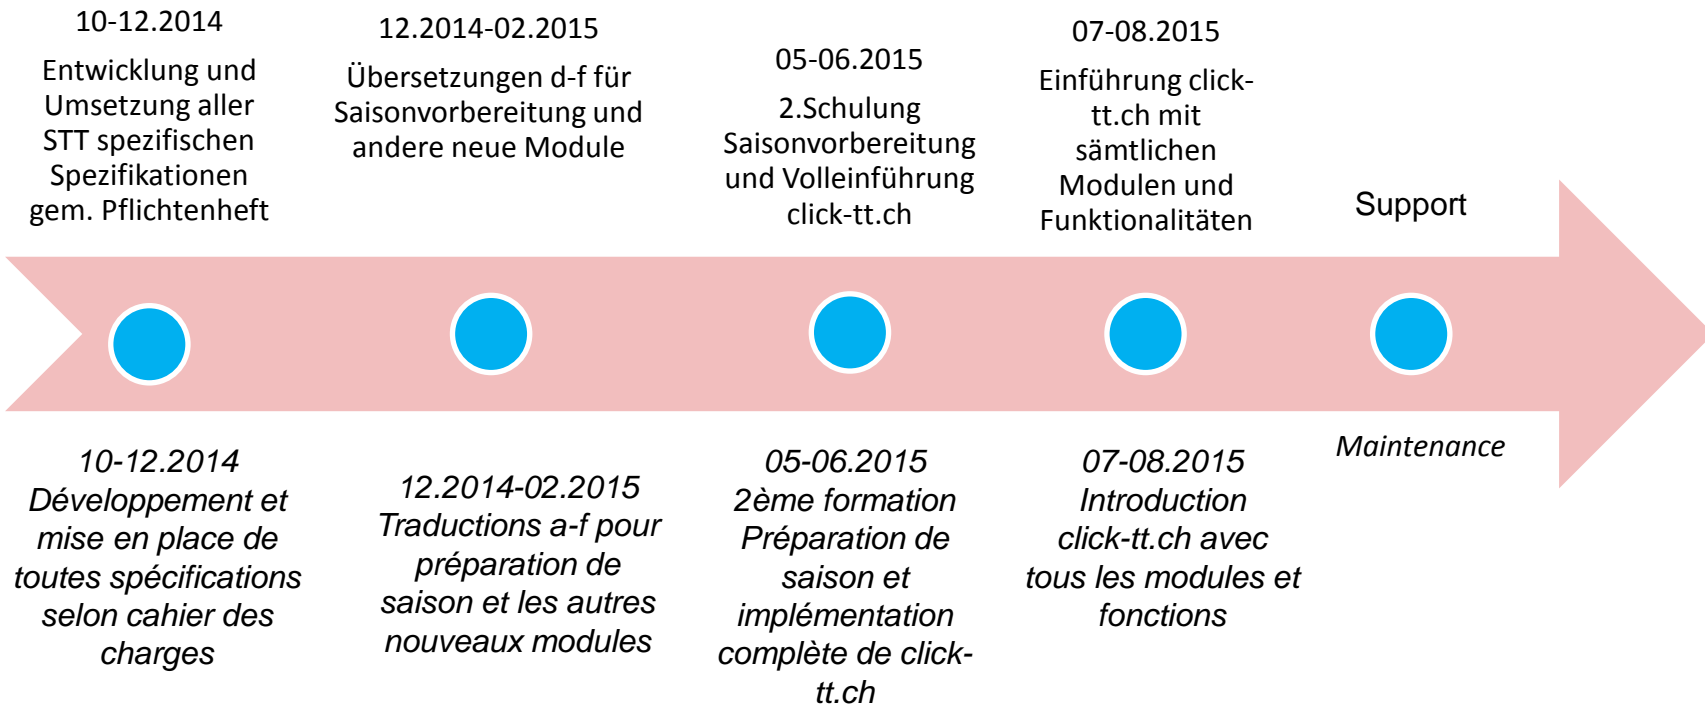 10-12.2014
Entwicklung und
Umsetzung aller
STT spezifischen
Spezifikationen
gem. Pflichtenheft
12.2014-02.2015
Übersetzungen d-f für
Saisonvorbereitung und
andere neue Module
05-06.2015
2.Schulung
Saisonvorbereitung
und Volleinführung
click-tt.ch
07-08.2015
Einführung click-
tt.ch mit
sämtlichen
Modulen und
Funktionalitäten
Support
10-12.2014
Développement et
mise en place de
toutes spécifications
selon cahier des
charges
12.2014-02.2015
Traductions a-f pour
préparation de
saison et les autres
nouveaux modules
05-06.2015
2ème formation
Préparation de
saison et
implémentation
complète de click-
tt.ch
07-08.2015
Introduction
click-tt.ch avec
tous les modules et
fonctions
Maintenance